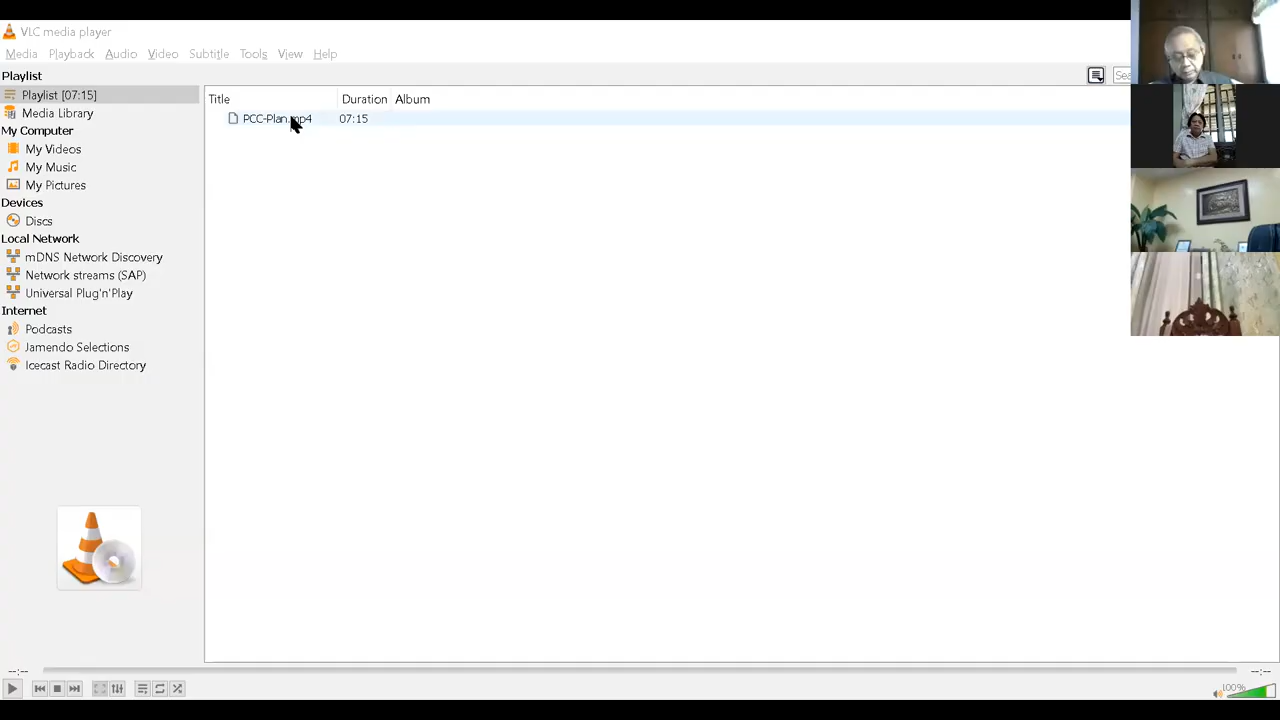 VLC media player
Media Playback Audio Video Subtitle Tools View Help
Playlist
Playlist [07:15]
Media Library
My Computer
My Videos
My Music
My Pictures
Devices
Discs
Local Network
mDNS Network Discovery
Network streams (SAP)
Universal Plug'n'Play
Internet
Podcasts
Jamendo Selections
Icecast Radio Directory
Title Duration Album
PCC-Plan.mp4 07:15
Sea
--:-- --:--
100%